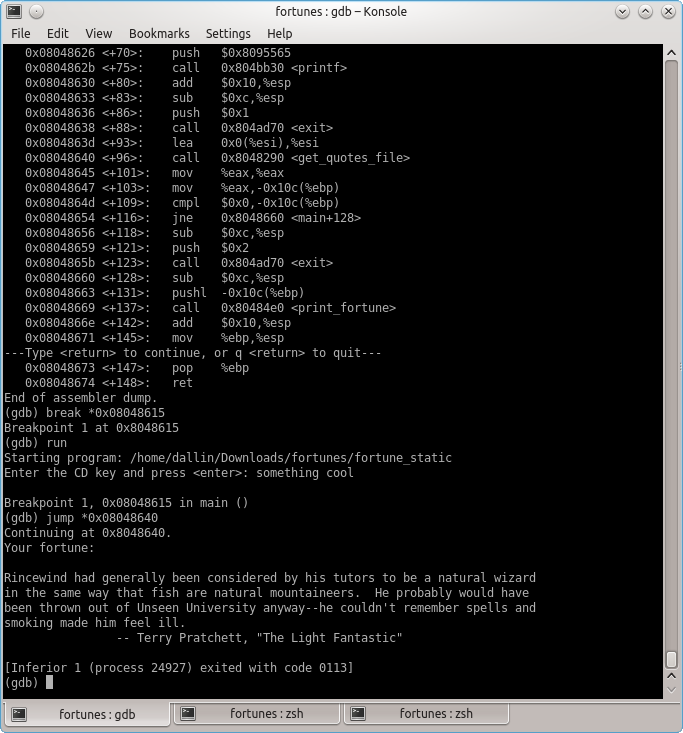 fortunes : gdb – Konsole
File Edit View Bookmarks Settings Help
0x08048626 <+70>: push $0x8095565
0x0804862b <+75>: call 0x804bb30 <printf>
0x08048630 <+80>: add $0x10,%esp
0x08048633 <+83>: sub $0xc,%esp
0x08048636 <+86>: push $0x1
0x08048638 <+88>: call 0x804ad70 <exit>
0x0804863d <+93>: lea 0x0(%esi),%esi
0x08048640 <+96>: call 0x8048290 <get_quotes_file>
0x08048645 <+101>: mov %eax,%eax
0x08048647 <+103>: mov %eax,-0x10c(%ebp)
0x0804864d <+109>: cmpl $0x0,-0x10c(%ebp)
0x08048654 <+116>: jne 0x8048660 <main+128>
0x08048656 <+118>: sub $0xc,%esp
0x08048659 <+121>: push $0x2
0x0804865b <+123>: call 0x804ad70 <exit>
0x08048660 <+128>: sub $0xc,%esp
0x08048663 <+131>: pushl -0x10c(%ebp)
0x08048669 <+137>: call 0x80484e0 <print_fortune>
0x0804866e <+142>: add $0x10,%esp
0x08048671 <+145>: mov %ebp,%esp
---Type <return> to continue, or q <return> to quit---
0x08048673 <+147>: pop %ebp
0x08048674 <+148>: ret
End of assembler dump.
(gdb) break *0x08048615
Breakpoint 1 at 0x8048615
(gdb) run
Starting program: /home/dallin/Downloads/fortunes/fortune_static
Enter the CD key and press <enter>: something cool
Breakpoint 1, 0x08048615 in main ()
(gdb) jump *0x08048640
Continuing at 0x8048640.
Your fortune:
Rincewind had generally been considered by his tutors to be a natural wizard
in the same way that fish are natural mountaineers.  He probably would have
been thrown out of Unseen University anyway--he couldn't remember spells and
smoking made him feel ill.
-- Terry Pratchett, "The Light Fantastic"
[Inferior 1 (process 24927) exited with code 0113]
(gdb)
fortunes : gdb fortunes : zsh fortunes : zsh